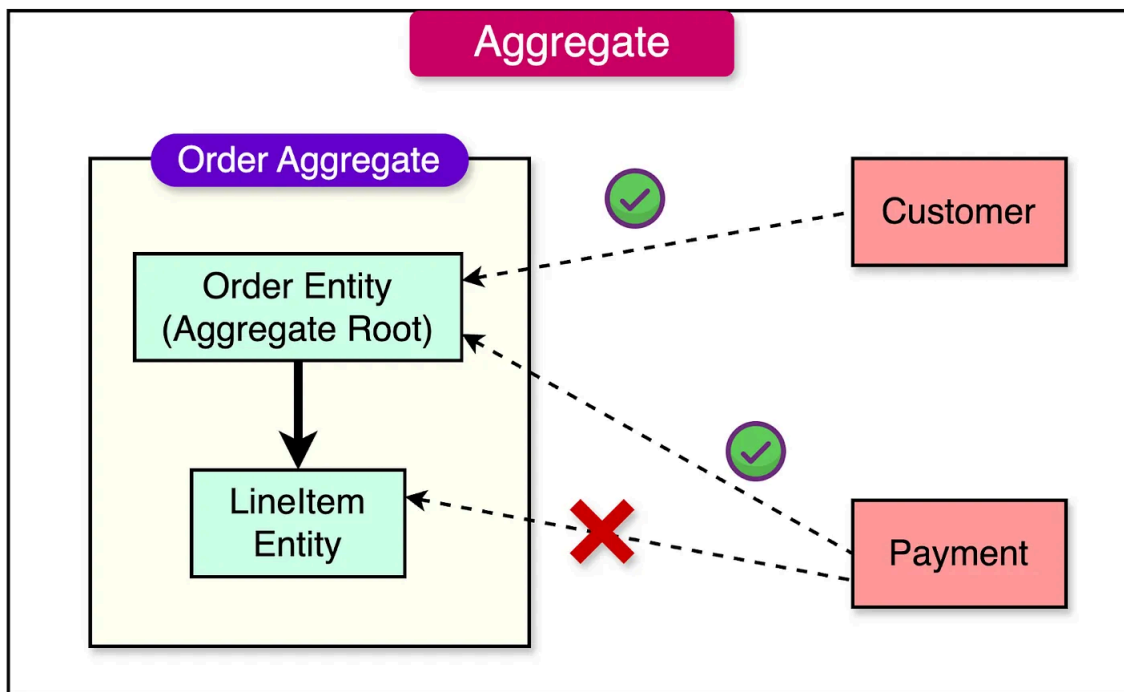 Aggregate
Order Aggregate
Customer
Order Entity
(Aggregate Root)
LineItem
Entity
Payment